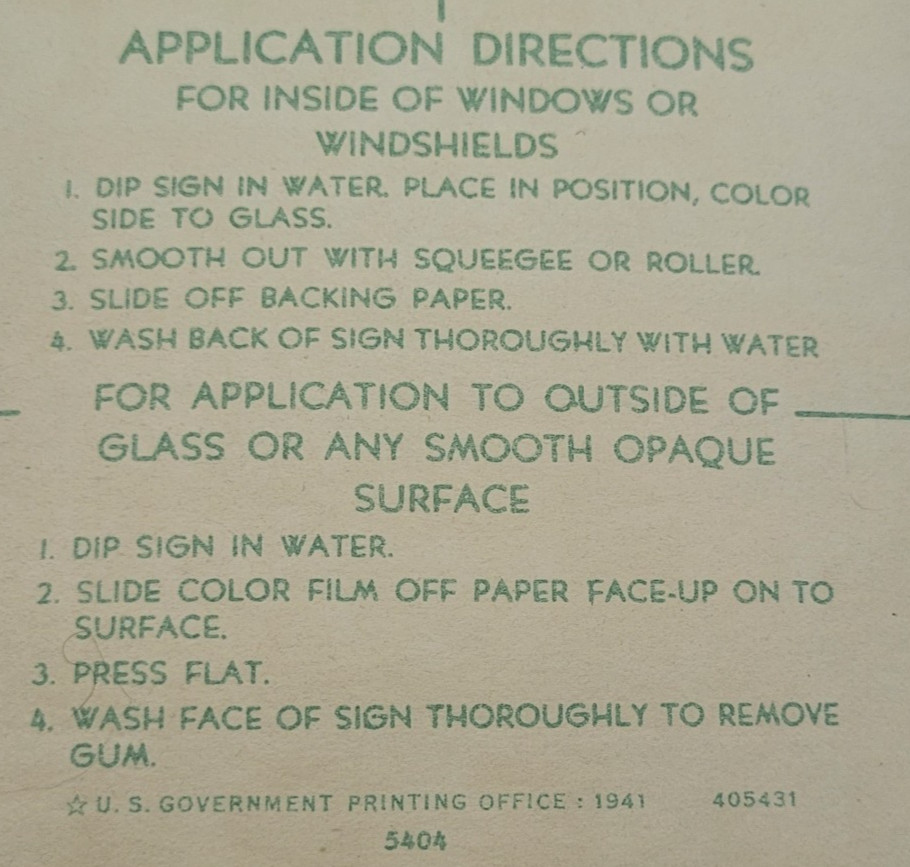 APPLICATION DIRECTIONS
FOR INSIDE OF WINDOWS OR
WINDSHIELDS
1. DIP SIGN IN WATER. PLACE IN POSITION, COLOR
SIDE TO GLASS.
2. SMOOTH OUT WITH SQUEEGEE OR ROLLER.
3. SLIDE OFF BACKING PAPER.
4. WASH BACK OF SIGN THOROUGHLY WITH WATER
FOR APPLICATION TO OUTSIDE OF
GLASS OR ANY SMOOTH OPAQUE
SURFACE
1. DIP SIGN IN WATER.
2. SLIDE COLOR FILM OFF PAPER FACE-UP ON TO
SURFACE.
3. PRESS FLAT.
4. WASH FACE OF SIGN THOROUGHLY TO REMOVE
GUM.
☆ U. S. GOVERNMENT PRINTING OFFICE : 1941 405431
5404